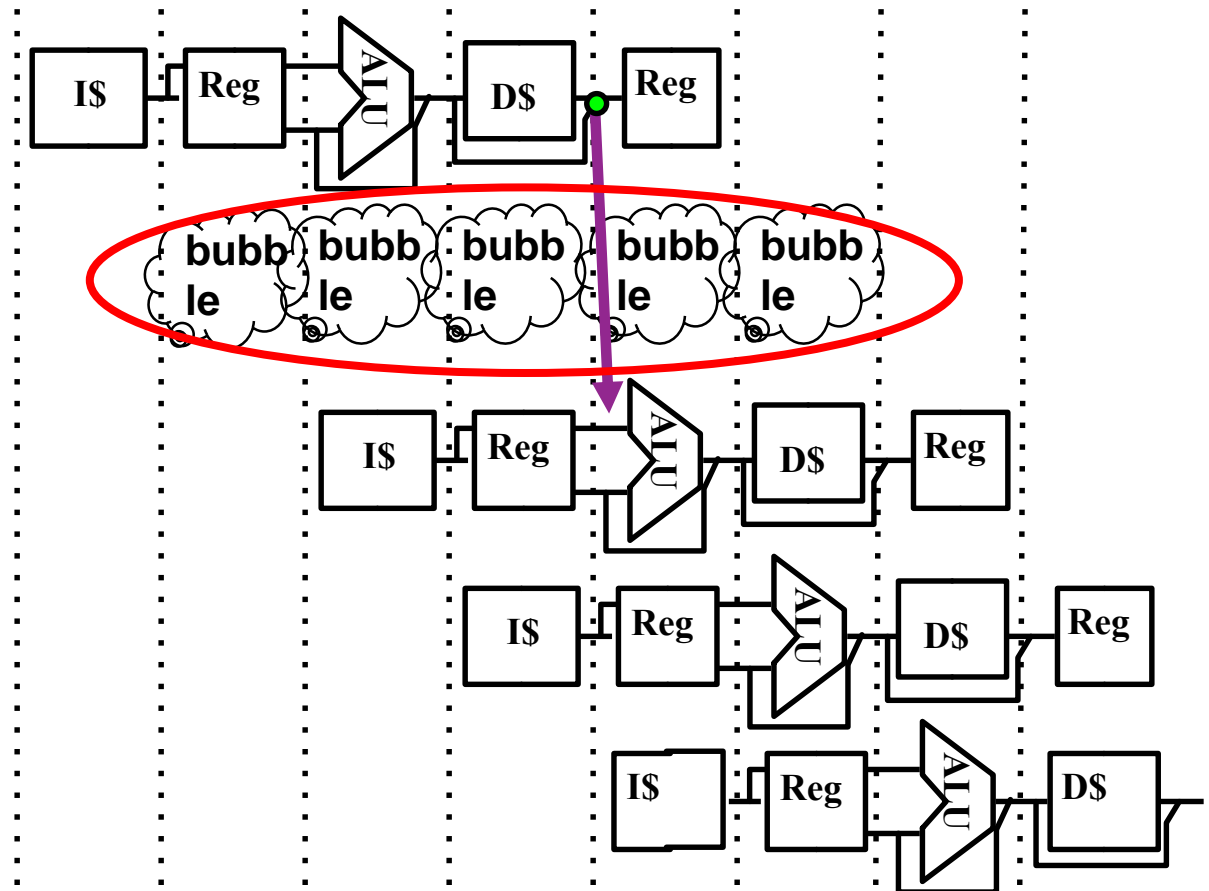 I$
Reg
ALU
D$
Reg
bubb
le
bubb
le
bubb
le
bubb
le
bubb
le
I$
Reg
ALU
D$
Reg
I$
Reg
ALU
D$
Reg
I$
Reg
ALU
D$